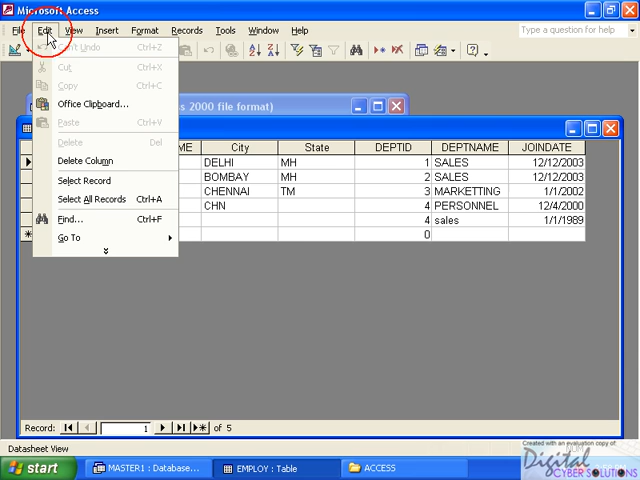 Microsoft Access
File Edit View Insert Format Records Tools Window Help
Type a question for help
Can't Undo Ctrl+Z
Cut Ctrl+X
Copy Ctrl+C
Office Clipboard...
Paste Ctrl+V
Delete Del
Delete Column
Select Record
Select All Records Ctrl+A
Find... Ctrl+F
Go To
2000 file format)
ME City State DEPTID DEPTNAME JOINDATE
DELHI MH 1 SALES 12/12/2003
BOMBAY MH 2 SALES 12/12/2003
CHENNAI TM 3 MARKETTING 1/1/2002
CHN 4 PERSONNEL 12/4/2000
4 sales 1/1/1989
0
Record: 1 of 5
Datasheet View
NUM
Created with an evaluation copy of
Digital
CYBER SOLUTIONS
start MASTER1 : Database... EMPLOY : Table ACCESS